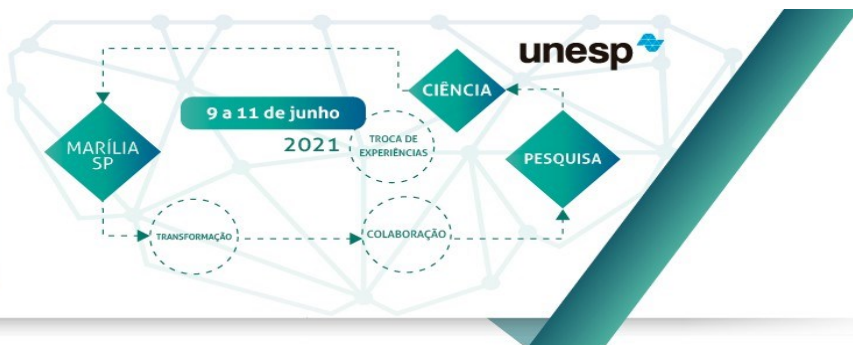 unesp
CIÊNCIA
9 a 11 de junho
2021
TROCA DE
EXPERIÊNCIAS
MARÍLIA
SP
PESQUISA
TRANSFORMAÇÃO
COLABORAÇÃO